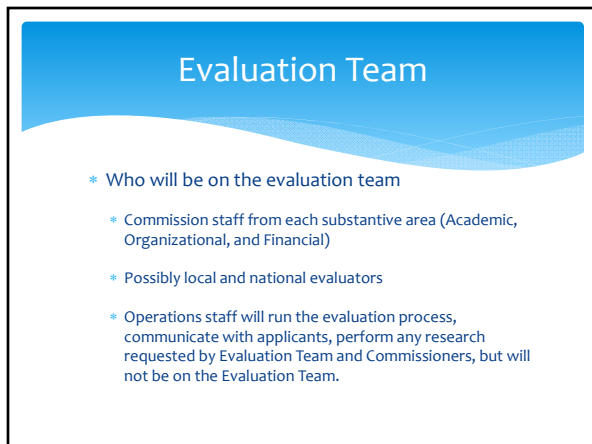 Evaluation Team
* Who will be on the evaluation team
* Commission staff from each substantive area (Academic,
Organizational, and Financial)
* Possibly local and national evaluators
* Operations staff will run the evaluation process,
communicate with applicants, perform any research
requested by Evaluation Team and Commissioners, but will
not be on the Evaluation Team.